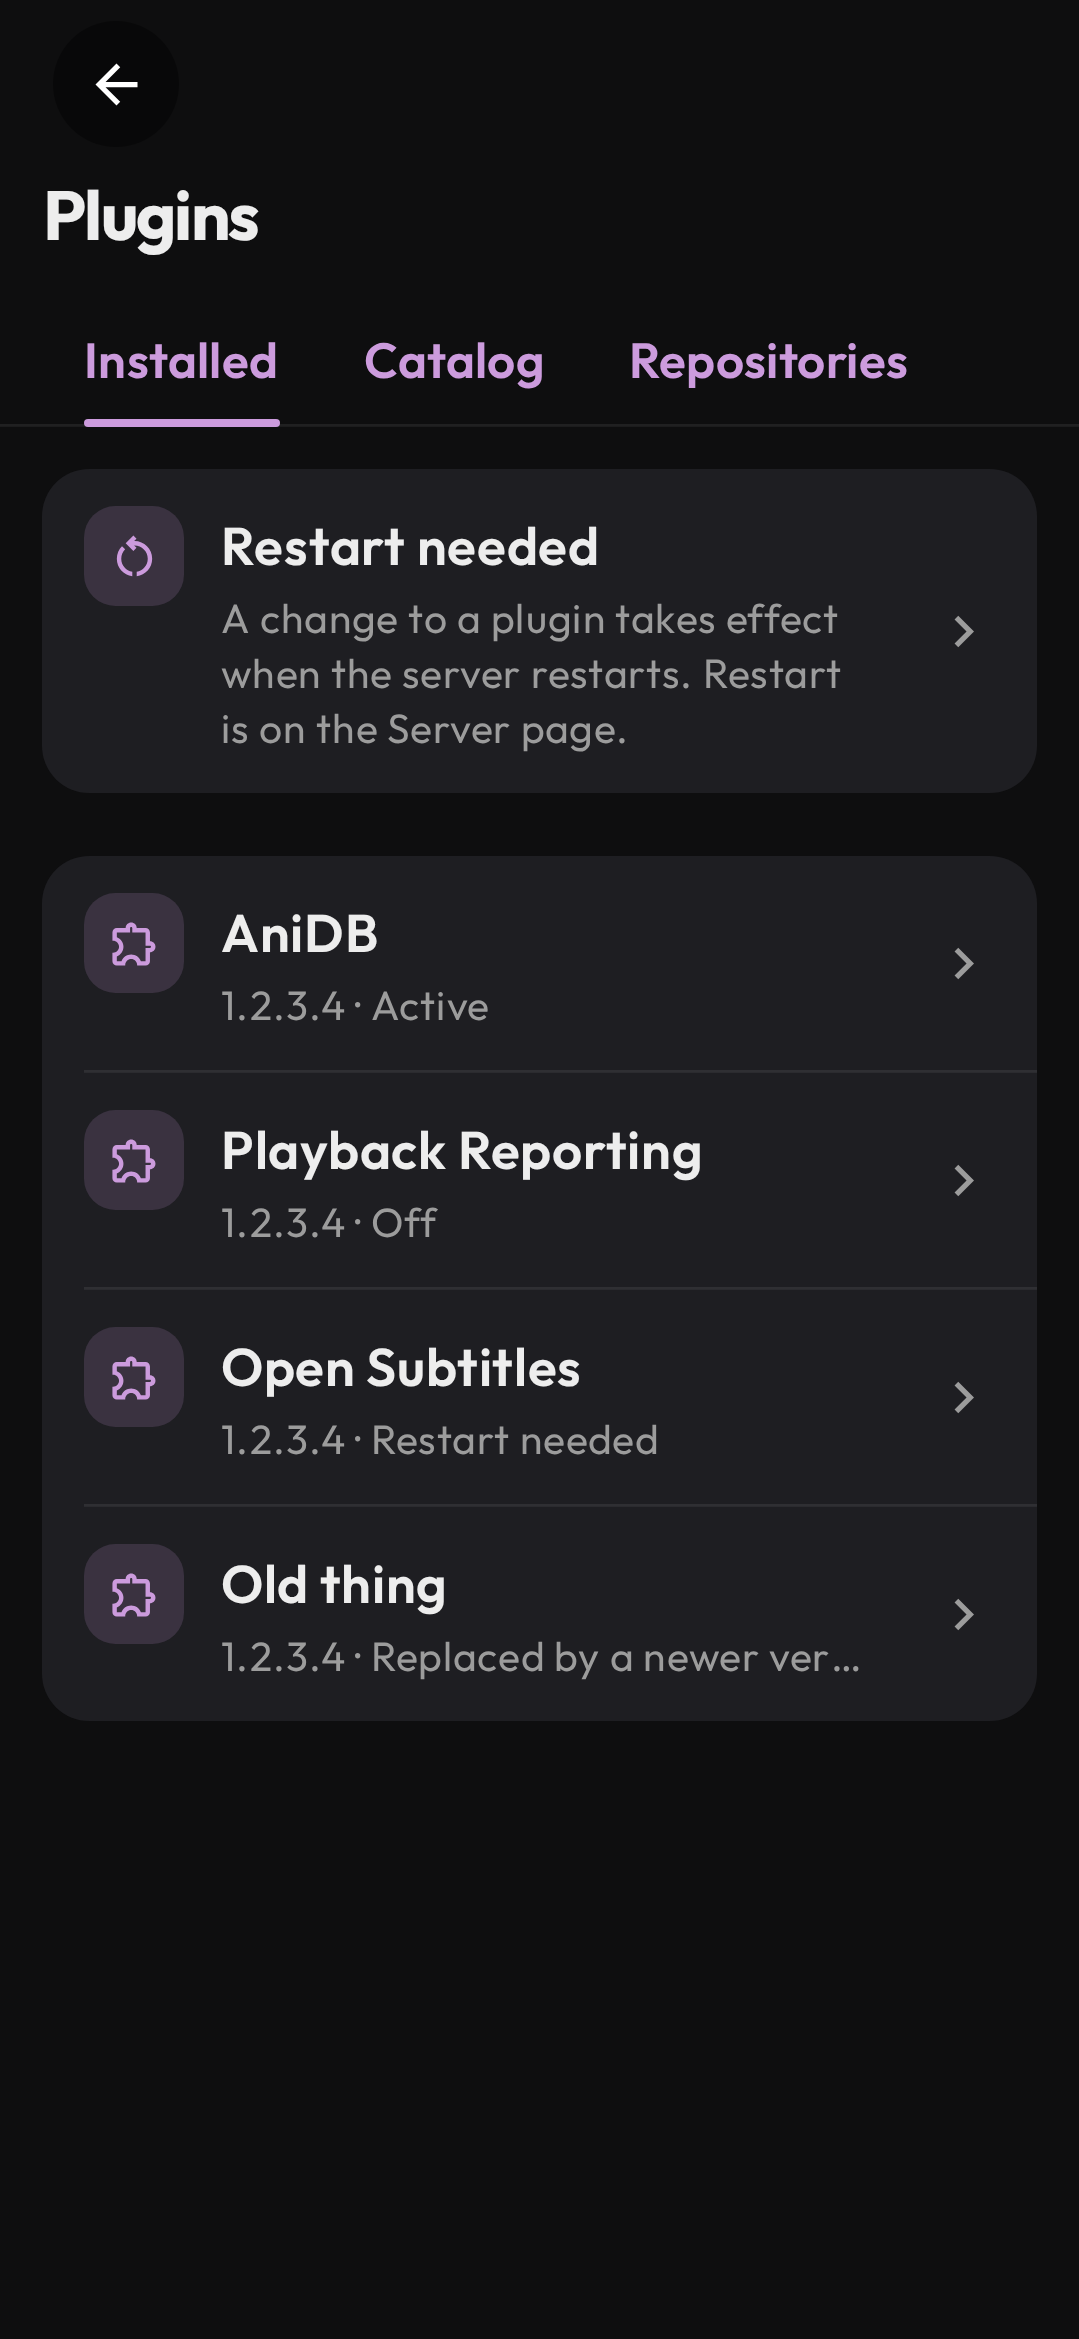 Plugins
Installed
Catalog
Repositories
Restart needed
A change to a plugin takes effect
when the server restarts. Restart
is on the Server page.
AniDB
1.2.3.4 · Active
Playback Reporting
1.2.3.4 · Off
Open Subtitles
1.2.3.4 · Restart needed
Old thing
1.2.3.4 · Replaced by a newer ver...